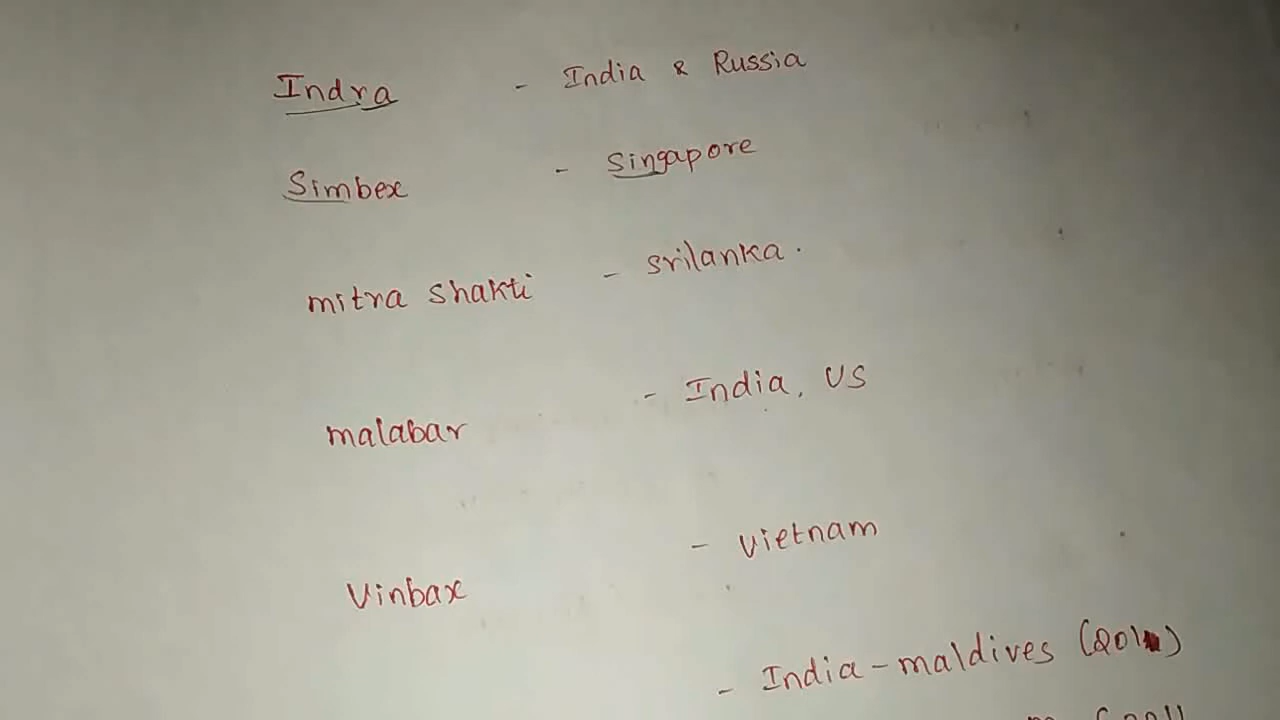 Indra - India & Russia
Simbex - Singapore
mitra shakti - srilanka.
malabar - India, US
Vinbax - Vietnam
- India - maldives